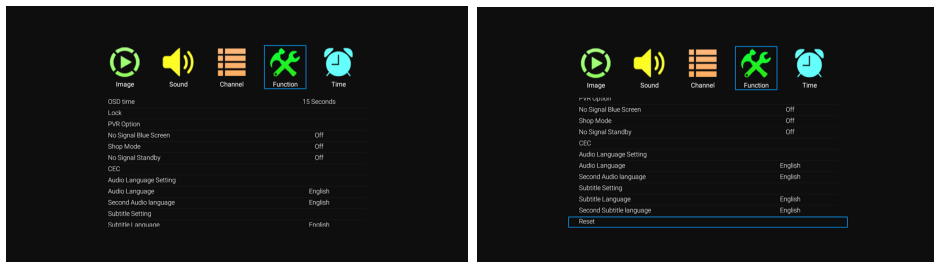 Image Sound Channel Function Time
OSD time 15 Seconds
Lock
PVR Option
No Signal Blue Screen Off
Shop Mode Off
No Signal Standby Off
CEC
Audio Language Setting
Audio Language English
Second Audio language English
Subtitle Setting
Subtitle Language English
Image Sound Channel Function Time
PVR Option
No Signal Blue Screen Off
Shop Mode Off
No Signal Standby Off
CEC
Audio Language Setting
Audio Language English
Second Audio language English
Subtitle Setting
Subtitle Language English
Second Subtitle language English
Reset